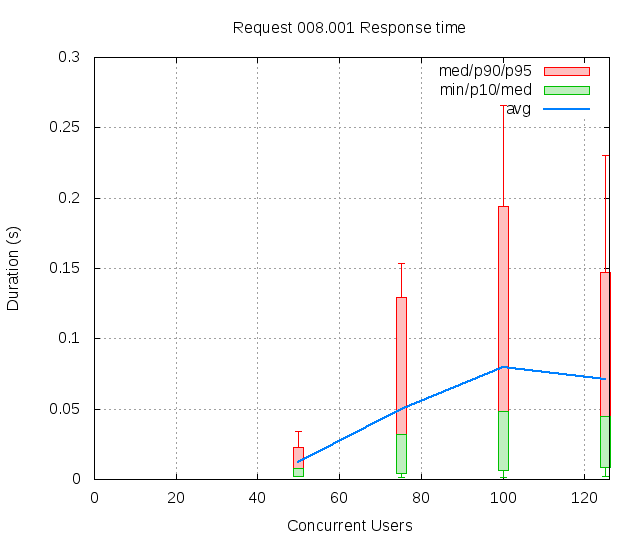 Request 008.001 Response time
0.3
0.25
0.2
0.15
0.1
0.05
0
Duration (s)
med/p90/p95
min/p10/med
avg
0 20 40 60 80 100 120
Concurrent Users